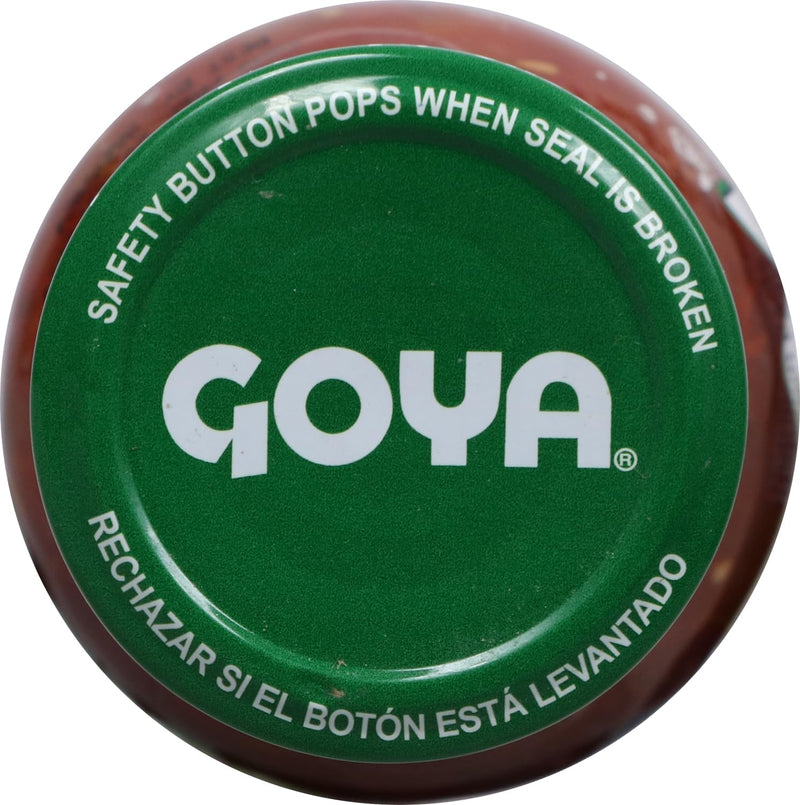 SAFETY BUTTON POPS WHEN SEAL IS BROKEN
GOYA®
RECHAZAR SI EL BOTÓN ESTÁ LEVANTADO